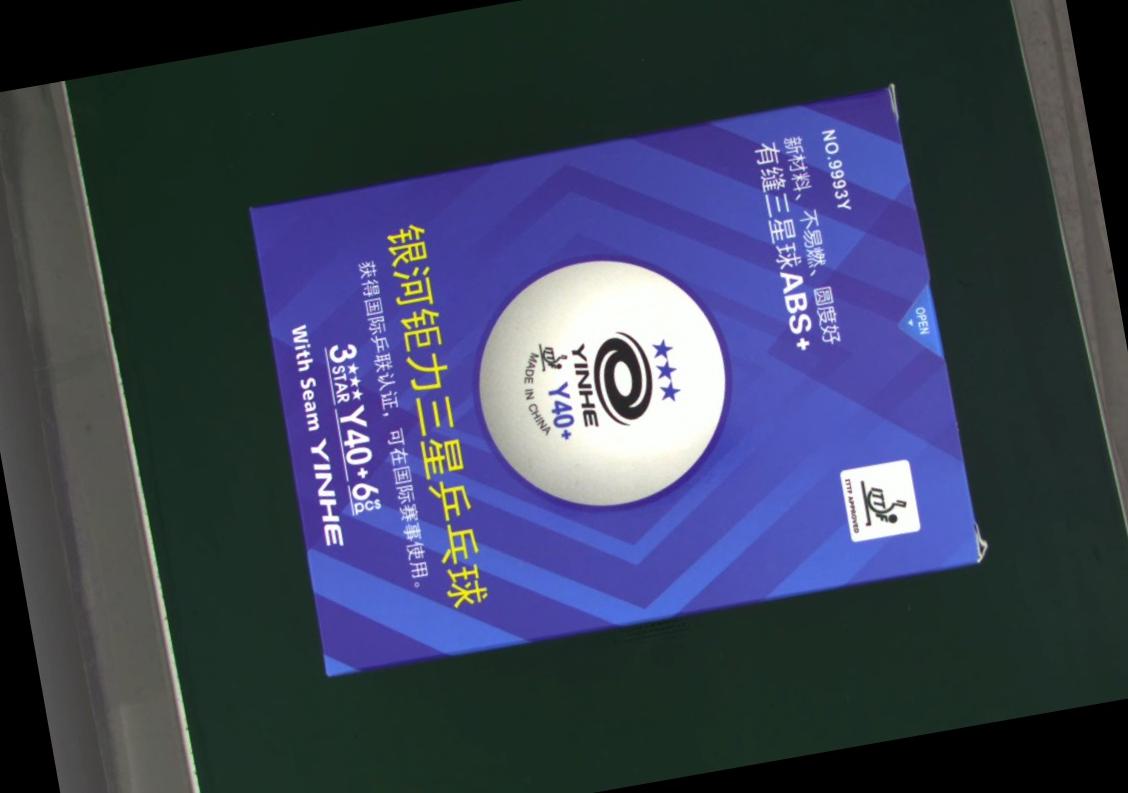 NO.9993Y
新材料、不易燃、圆度好
有缝三星球ABS+
OPEN
ITTF
ITTF APPROVED
★★★
YINHE
Y40+
MADE IN CHINA
银河钜力三星乒乓球
获得国际乒联认证，可在国际赛事使用。
3★★★ STAR Y40+ 6PCS
With Seam YINHE